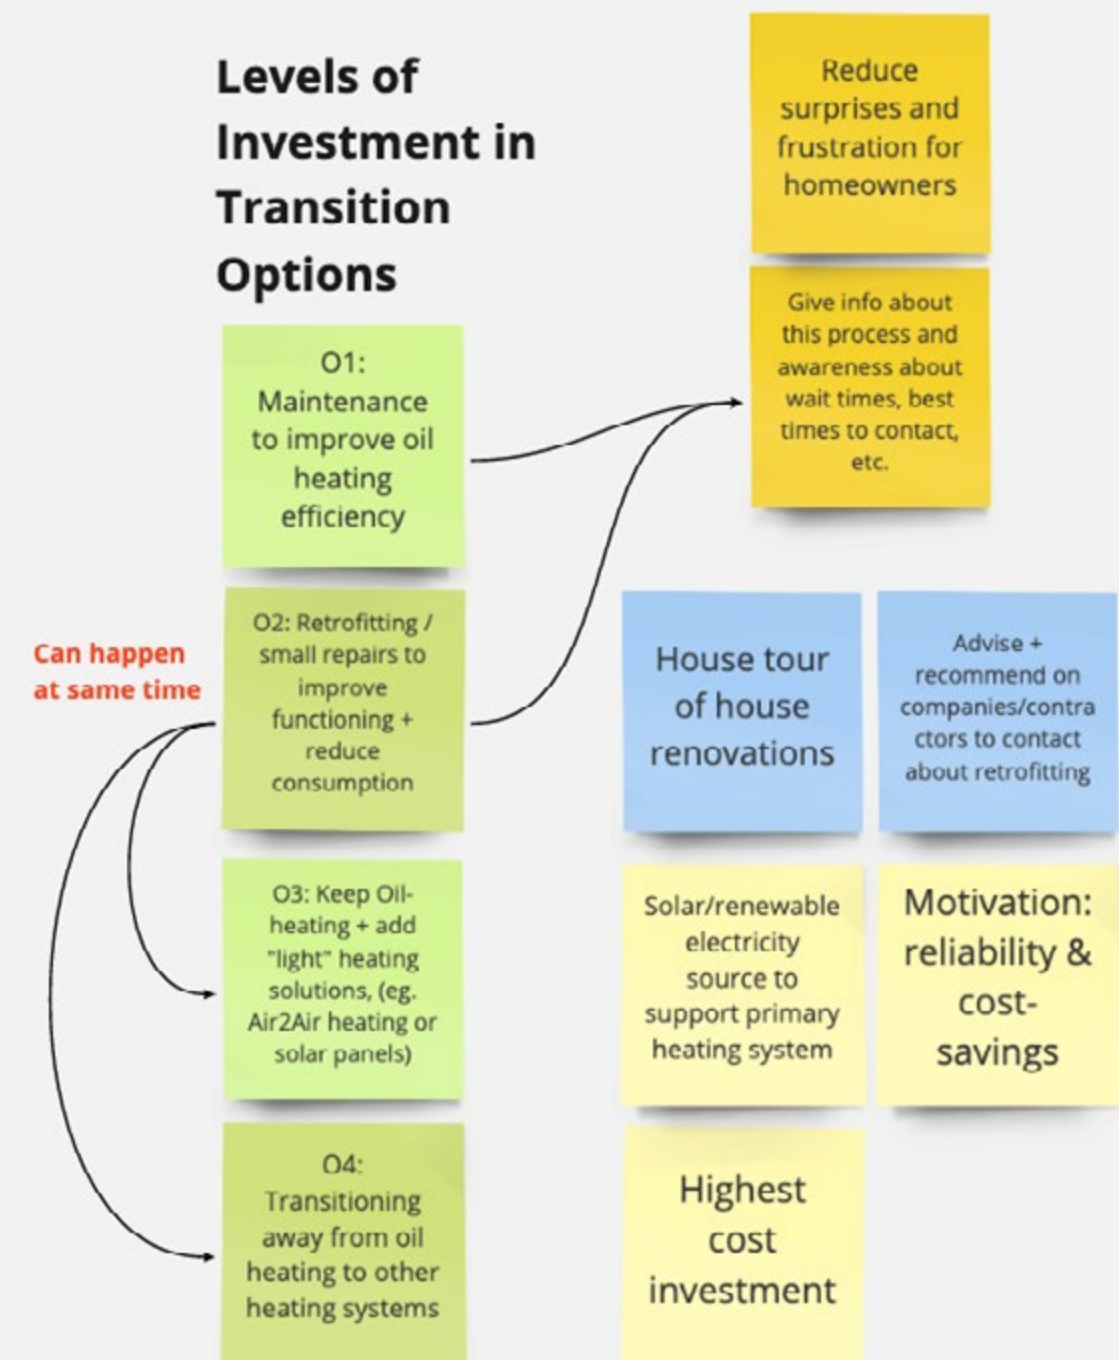 Levels of
Investment in
Transition
Options
Reduce
surprises and
frustration for
homeowners
Give info about
this process and
awareness about
wait times, best
times to contact,
etc.
O1:
Maintenance
to improve oil
heating
efficiency
Can happen
at same time
O2: Retrofitting /
small repairs to
improve
functioning +
reduce
consumption
House tour
of house
renovations
Advise +
recommend on
companies/contra
ctors to contact
about retrofitting
O3: Keep Oil-
heating + add
"light" heating
solutions, (eg.
Air2Air heating or
solar panels)
Solar/renewable
electricity
source to
support primary
heating system
Motivation:
reliability &
cost-
savings
O4:
Transitioning
away from oil
heating to other
heating systems
Highest
cost
investment